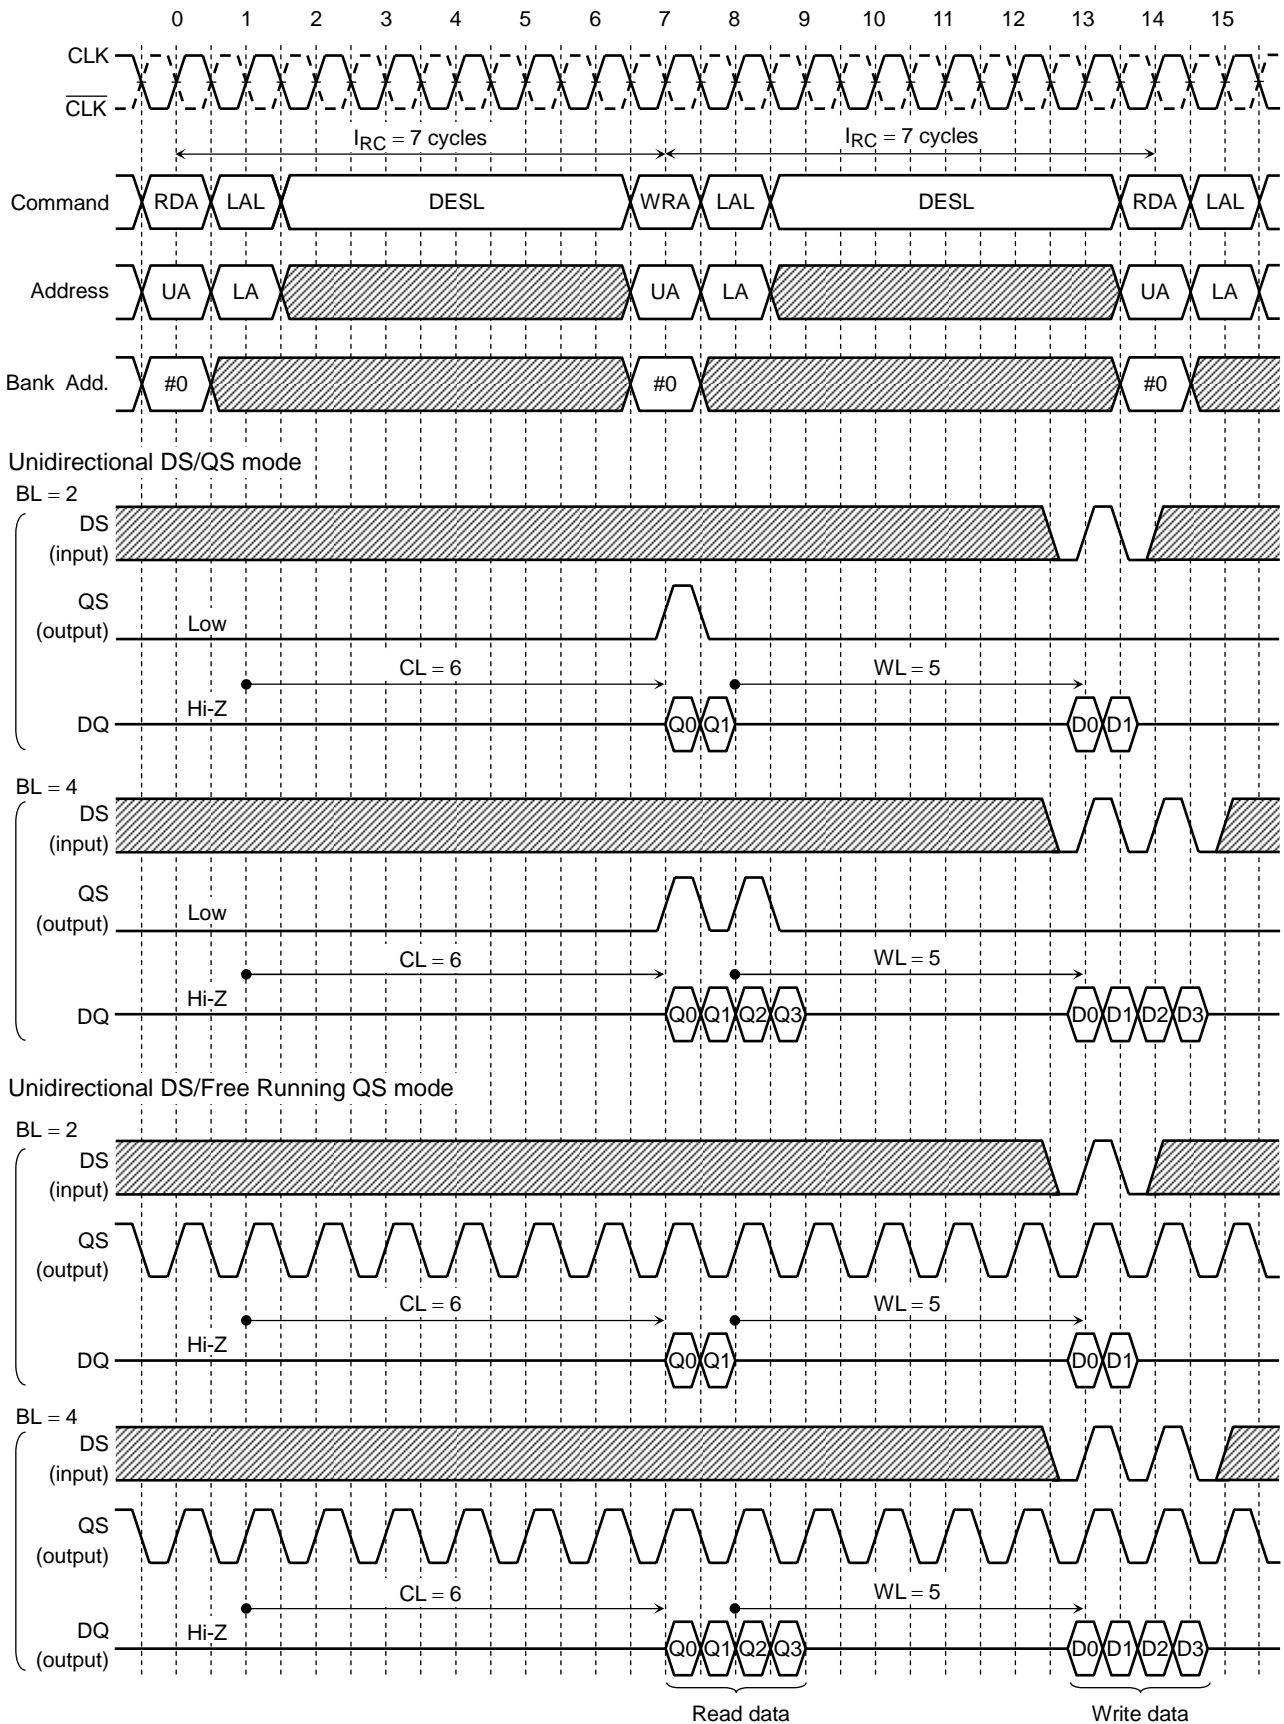 0 1 2 3 4 5 6 7 8 9 10 11 12 13 14 15
CLK
CLK
IRC = 7 cycles IRC = 7 cycles
Command RDA LAL DESL WRA LAL DESL RDA LAL
Address UA LA UA LA UA LA
Bank Add. #0 #0 #0
Unidirectional DS/QS mode
BL = 2
DS
(input)
QS
(output) Low
CL = 6 WL = 5
Hi-Z
DQ Q0 Q1 D0 D1
BL = 4
DS
(input)
QS
(output) Low
CL = 6 WL = 5
Hi-Z
DQ Q0 Q1 Q2 Q3 D0 D1 D2 D3
Unidirectional DS/Free Running QS mode
BL = 2
DS
(input)
QS
(output)
CL = 6 WL = 5
Hi-Z
DQ Q0 Q1 D0 D1
BL = 4
DS
(input)
QS
(output)
CL = 6 WL = 5
DQ Hi-Z
(output) Q0 Q1 Q2 Q3 D0 D1 D2 D3
Read data Write data